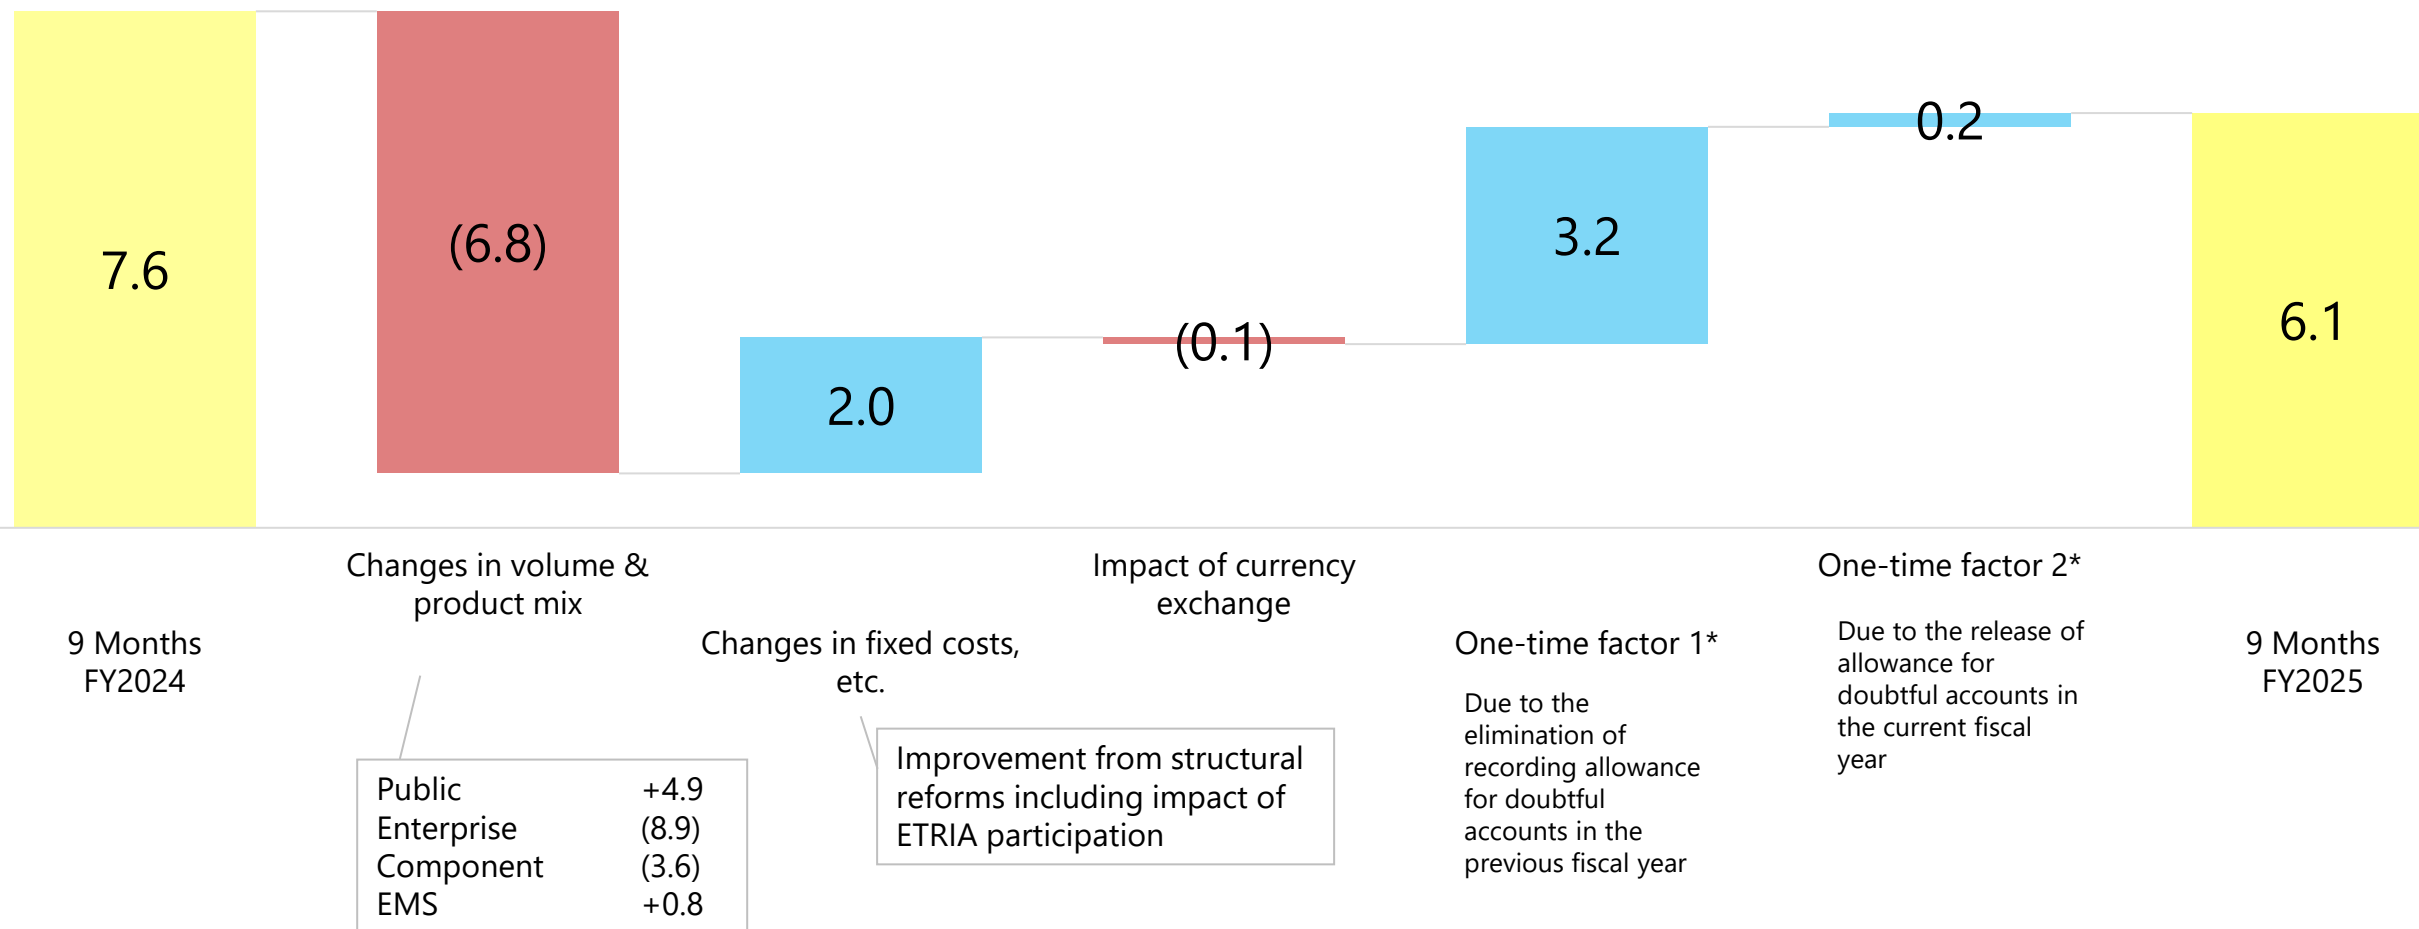 7.6
(6.8)
2.0
(0.1)
3.2
0.2
6.1
9 Months
FY2024
Changes in volume &
product mix
Public +4.9
Enterprise (8.9)
Component (3.6)
EMS +0.8
Changes in fixed costs,
etc.
Improvement from structural
reforms including impact of
ETRIA participation
Impact of currency
exchange
One-time factor 1*
Due to the
elimination of
recording allowance
for doubtful
accounts in the
previous fiscal year
One-time factor 2*
Due to the release of
allowance for
doubtful accounts in
the current fiscal
year
9 Months
FY2025